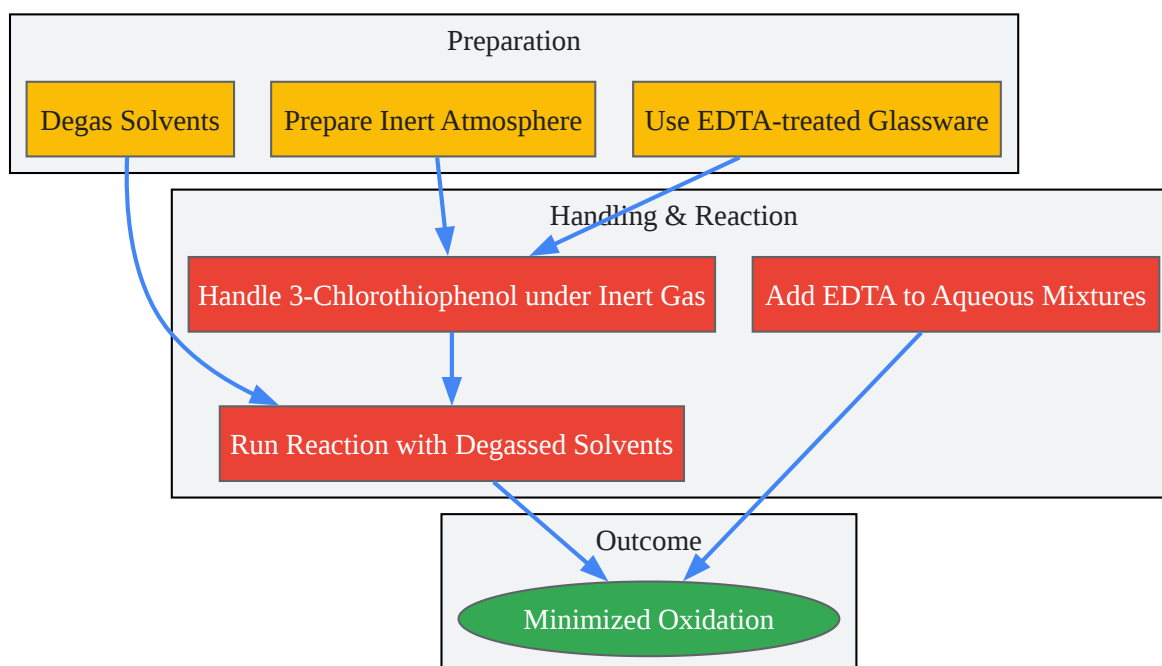 Preparation
Degas Solvents
Prepare Inert Atmosphere
Use EDTA-treated Glassware
Handling & Reaction
Handle 3-Chlorothiophenol under Inert Gas
Add EDTA to Aqueous Mixtures
Run Reaction with Degassed Solvents
Outcome
Minimized Oxidation